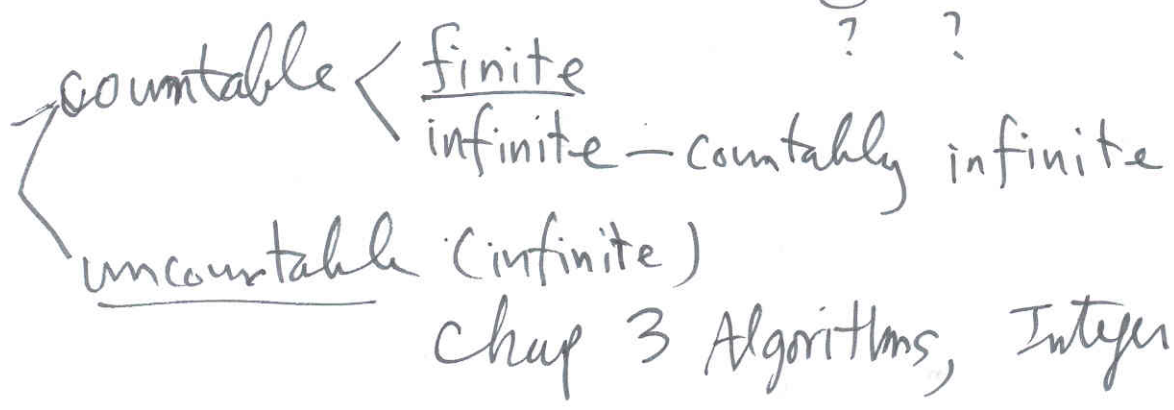 ? ?
countable < finite
infinite – countably infinite
uncountable (infinite)
Chap 3 Algorithms, Integer